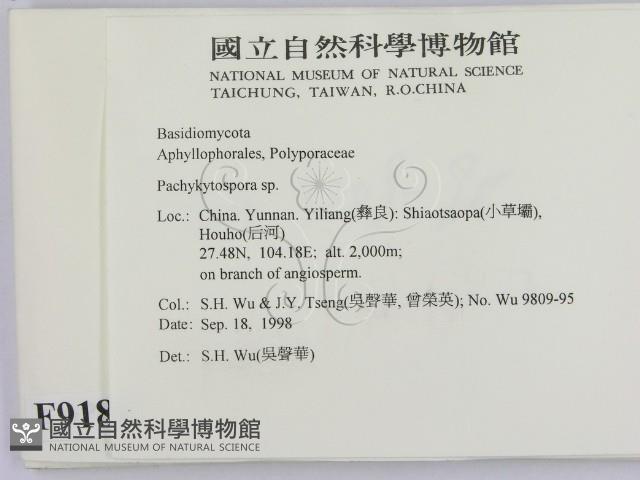 國立自然科學博物館
NATIONAL MUSEUM OF NATURAL SCIENCE
TAICHUNG, TAIWAN, R.O.CHINA
Basidiomycota
Aphyllophorales, Polyporaceae
Pachykytospora sp.
Loc.: China. Yunnan. Yiliang(彝良): Shiaotsaopa(小草壩),
Houho(后河)
27.48N, 104.18E; alt. 2,000m;
on branch of angiosperm.
Col.: S.H. Wu & J.Y. Tseng(吳聲華, 曾榮英); No. Wu 9809-95
Date: Sep. 18, 1998
Det.: S.H. Wu(吳聲華)
F918
國立自然科學博物館
NATIONAL MUSEUM OF NATURAL SCIENCE